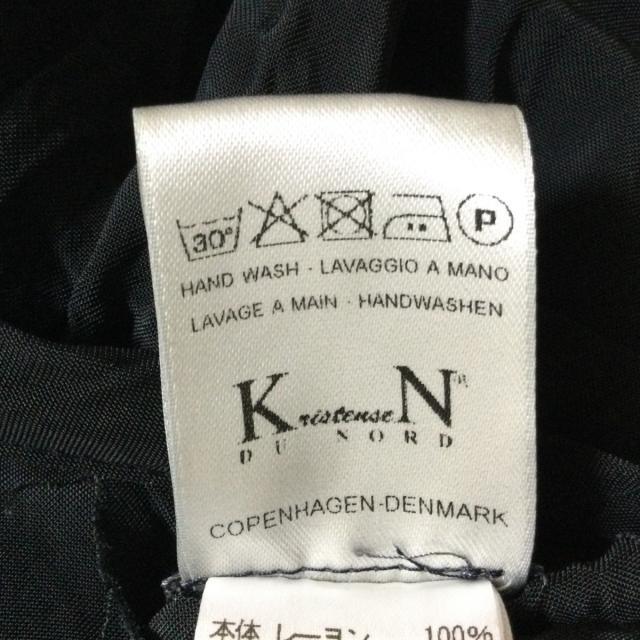 30° P
HAND WASH · LAVAGGIO A MANO
LAVAGE A MAIN · HANDWASHEN
KristenseN®
DU NORD
COPENHAGEN-DENMARK
本体 レーヨン 100%